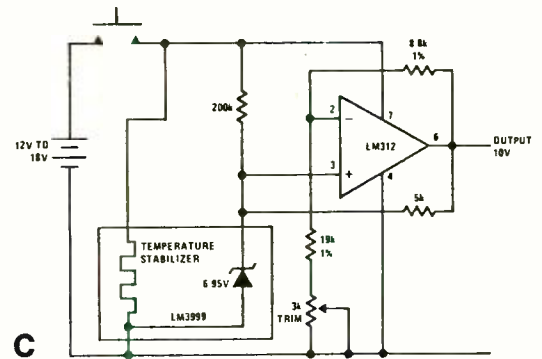 8.8k
1%
200k
2
7
12V TO
18V
LM312
6
OUTPUT
10V
3
4
5k
TEMPERATURE
STABILIZER
19k
1%
6.95V
3k
TRIM
LM3999
C